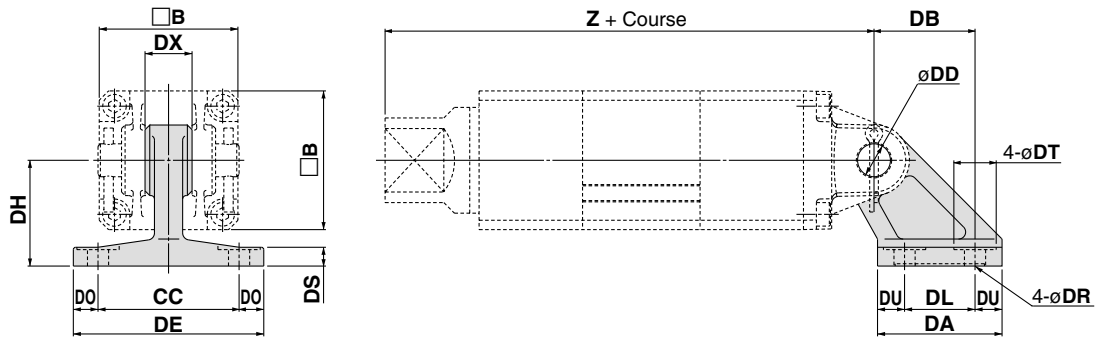 □B
DX
□B
DH
DS
DO
CC
DO
DE
Z + Course
DB
øDD
4-øDT
4-øDR
DU
DL
DU
DA